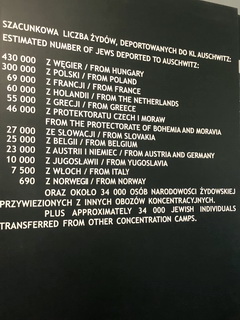 SZACUNKOWA LICZBA ŻYDÓW, DEPORTOWANYCH DO KL AUSCHWITZ:
ESTIMATED NUMBER OF JEWS DEPORTED TO AUSCHWITZ:
430 000 Z WĘGIER / FROM HUNGARY
300 000 Z POLSKI / FROM POLAND
69 000 Z FRANCJI / FROM FRANCE
60 000 Z HOLANDII / FROM THE NETHERLANDS
55 000 Z GRECJI / FROM GREECE
46 000 Z PROTEKTORATU CZECH I MORAW
FROM THE PROTECTORATE OF BOHEMIA AND MORAVIA
27 000 ZE SŁOWACJI / FROM SLOVAKIA
25 000 Z BELGII / FROM BELGIUM
23 000 Z AUSTRII I NIEMIEC / FROM AUSTRIA AND GERMANY
10 000 Z JUGOSŁAWII / FROM YUGOSLAVIA
7 500 Z WŁOCH / FROM ITALY
690 Z NORWEGII / FROM NORWAY
ORAZ OKOŁO 34 000 OSÓB NARODOWOŚCI ŻYDOWSKIEJ
PRZYWIEZIONYCH Z INNYCH OBOZÓW KONCENTRACYJNYCH.
PLUS APPROXIMATELY 34 000 JEWISH INDIVIDUALS
TRANSFERRED FROM OTHER CONCENTRATION CAMPS.